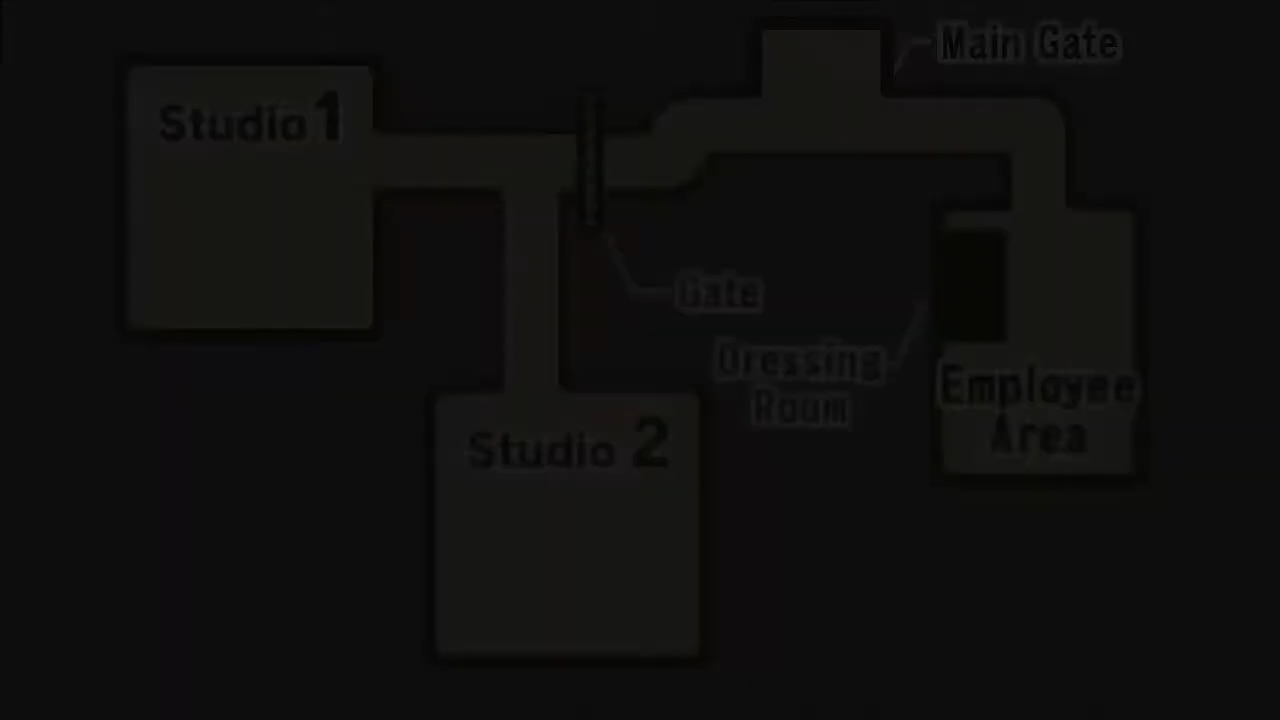 Main Gate
Studio 1
Gate
Dressing
Room
Employee
Area
Studio 2